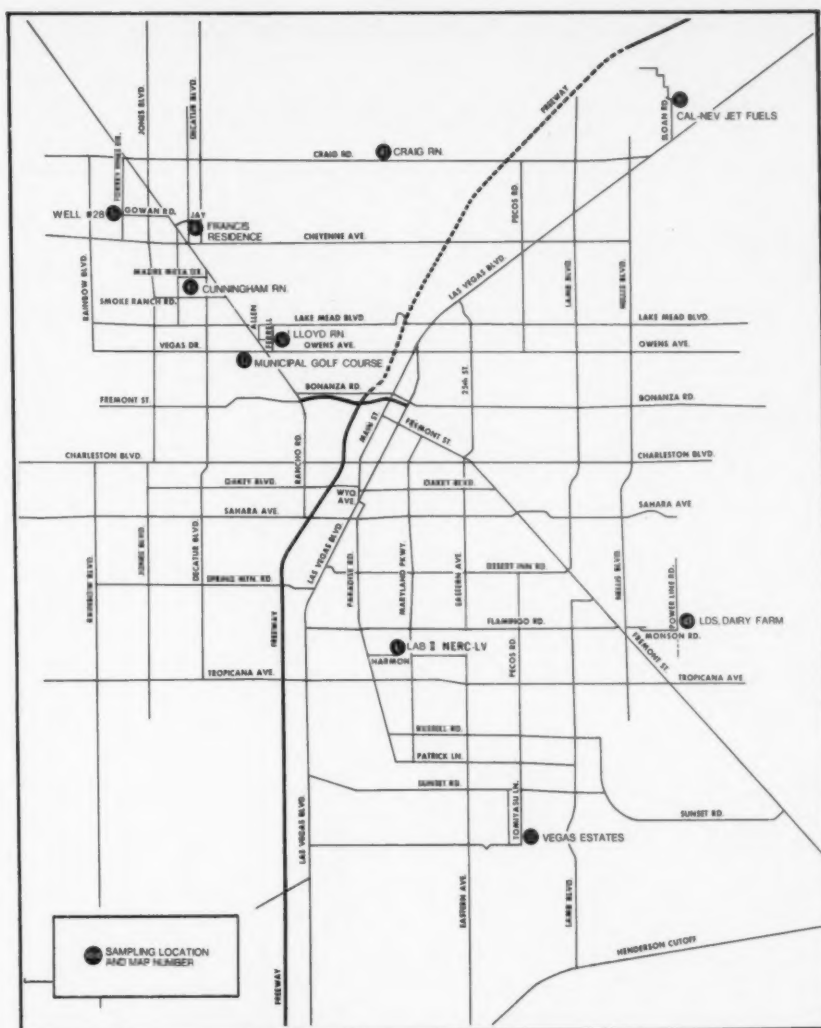 FREEWAY
CAL-NEV JET FUELS
SLOAN RD.
JONES BLVD.
DECATUR BLVD.
CRAIG RD.
CRAIG RN.
PECOS RD.
WELL #28
GOWAN RD.
JAY
FRANCIS
RESIDENCE
CHEYENNE AVE.
RAINBOW BLVD.
CUNNINGHAM RN.
SMOKE RANCH RD.
LAS VEGAS BLVD.
LAMB BLVD.
NELLIS BLVD.
ALLEN
FERRELL
LAKE MEAD BLVD.
LAKE MEAD BLVD.
LLOYD RN.
VEGAS DR.
OWENS AVE.
OWENS AVE.
MUNICIPAL GOLF COURSE
25th ST.
BONANZA RD.
BONANZA RD.
FREMONT ST.
MAIN ST.
FREMONT ST.
RANCHO RD.
CHARLESTON BLVD.
CHARLESTON BLVD.
OAKEY BLVD.
WYO.
AVE.
OAKEY BLVD.
SAHARA AVE.
SAHARA AVE.
RAINBOW BLVD.
JONES BLVD.
DECATUR BLVD.
SPRING MTN. RD.
LAS VEGAS BLVD.
PARADISE RD.
MARYLAND PKWY.
EASTERN AVE.
DESERT INN RD.
NELLIS BLVD.
POWER LINE RD.
LDS, DAIRY FARM
MONSON RD.
FREEWAY
FLAMINGO RD.
PECOS RD.
LAB II NERC-LV
HARMON
FREMONT ST.
TROPICANA AVE.
TROPICANA AVE.
RUSSELL RD.
PATRICK LN.
SUNSET RD.
TOMIYASU LN.
SUNSET RD.
VEGAS ESTATES
LAS VEGAS BLVD.
EASTERN AVE.
LAMB BLVD.
HENDERSON CUTOFF
FREEWAY
SAMPLING LOCATION
AND MAP NUMBER